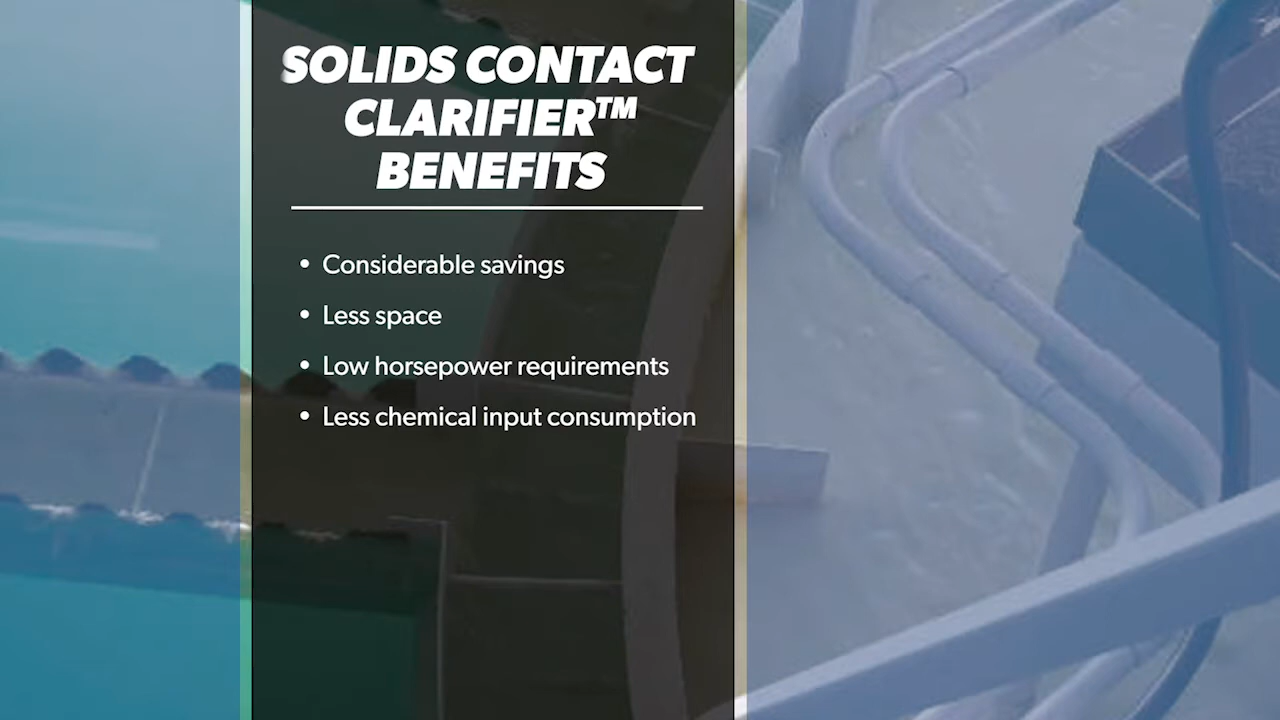 SOLIDS CONTACT
CLARIFIER™
BENEFITS
• Considerable savings
• Less space
• Low horsepower requirements
• Less chemical input consumption